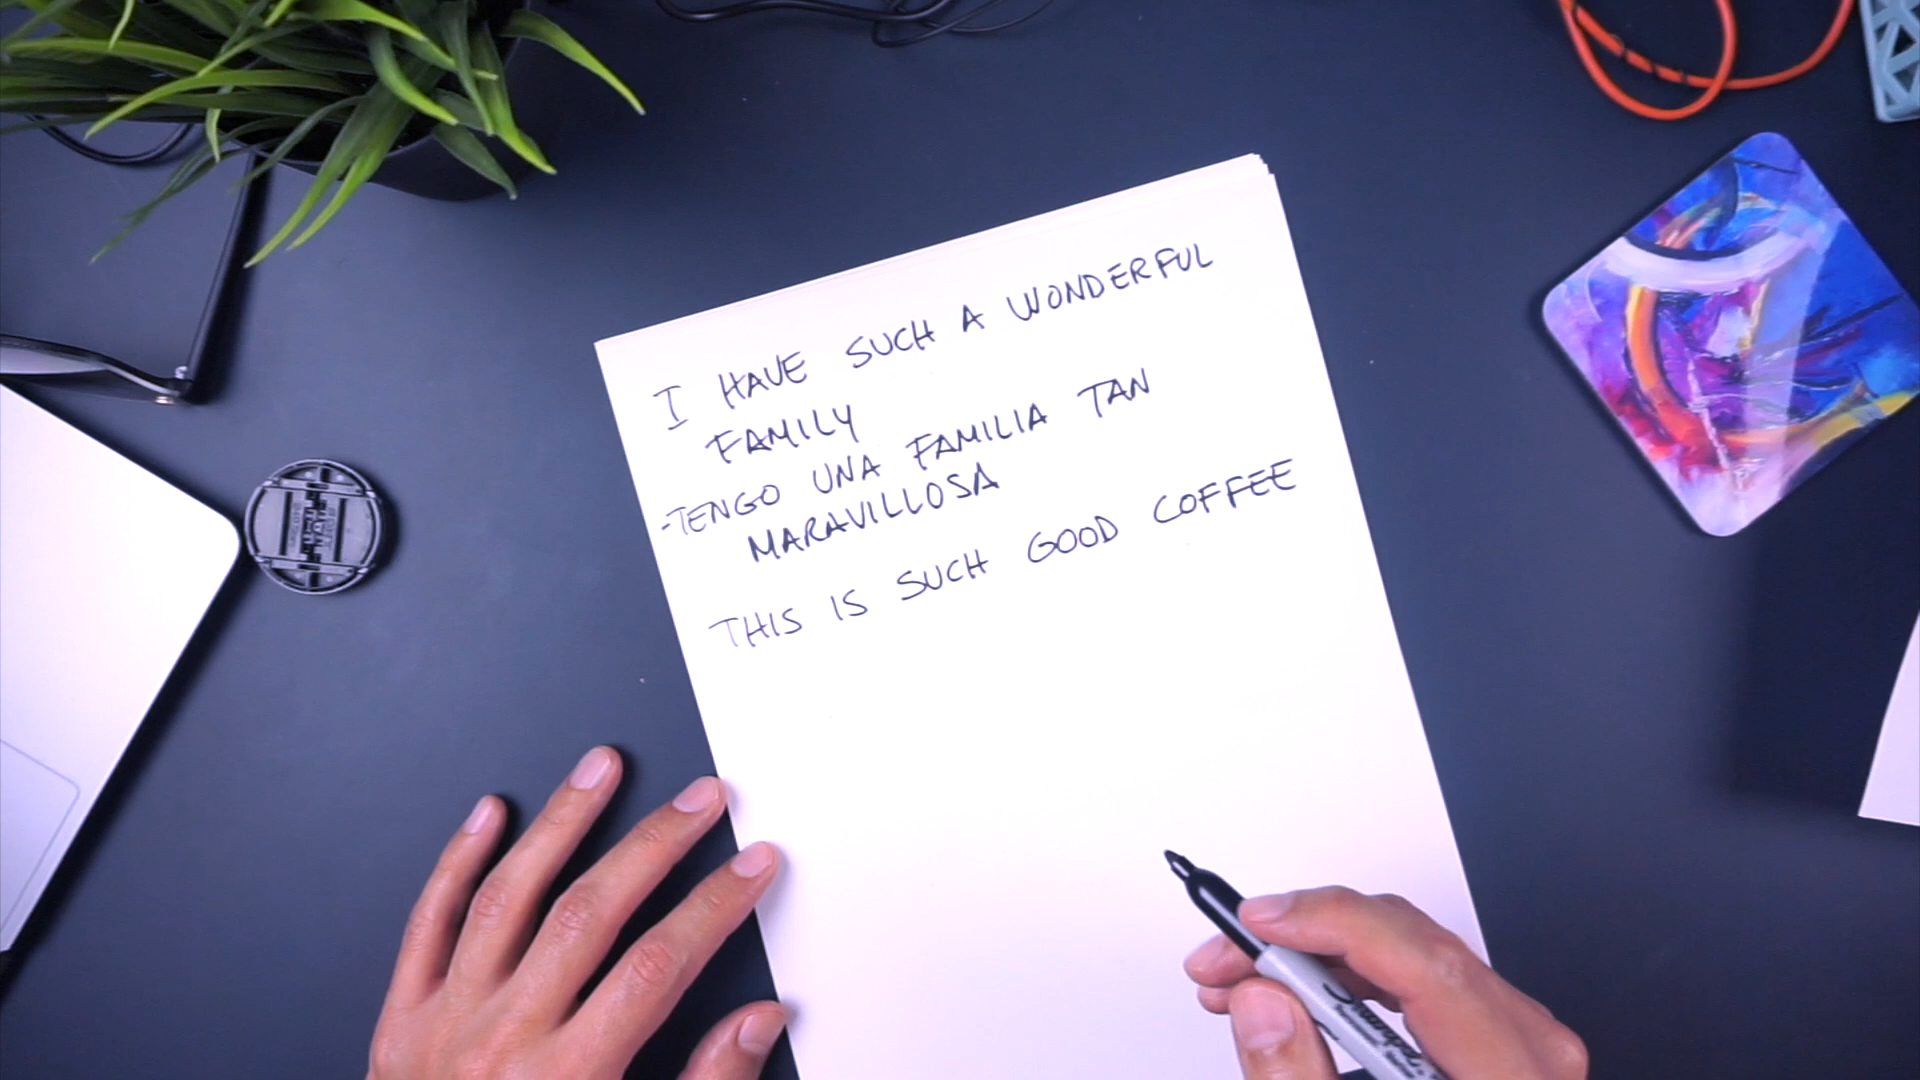 I HAVE SUCH A WONDERFUL
FAMILY
-TENGO UNA FAMILIA TAN
MARAVILLOSA
THIS IS SUCH GOOD COFFEE